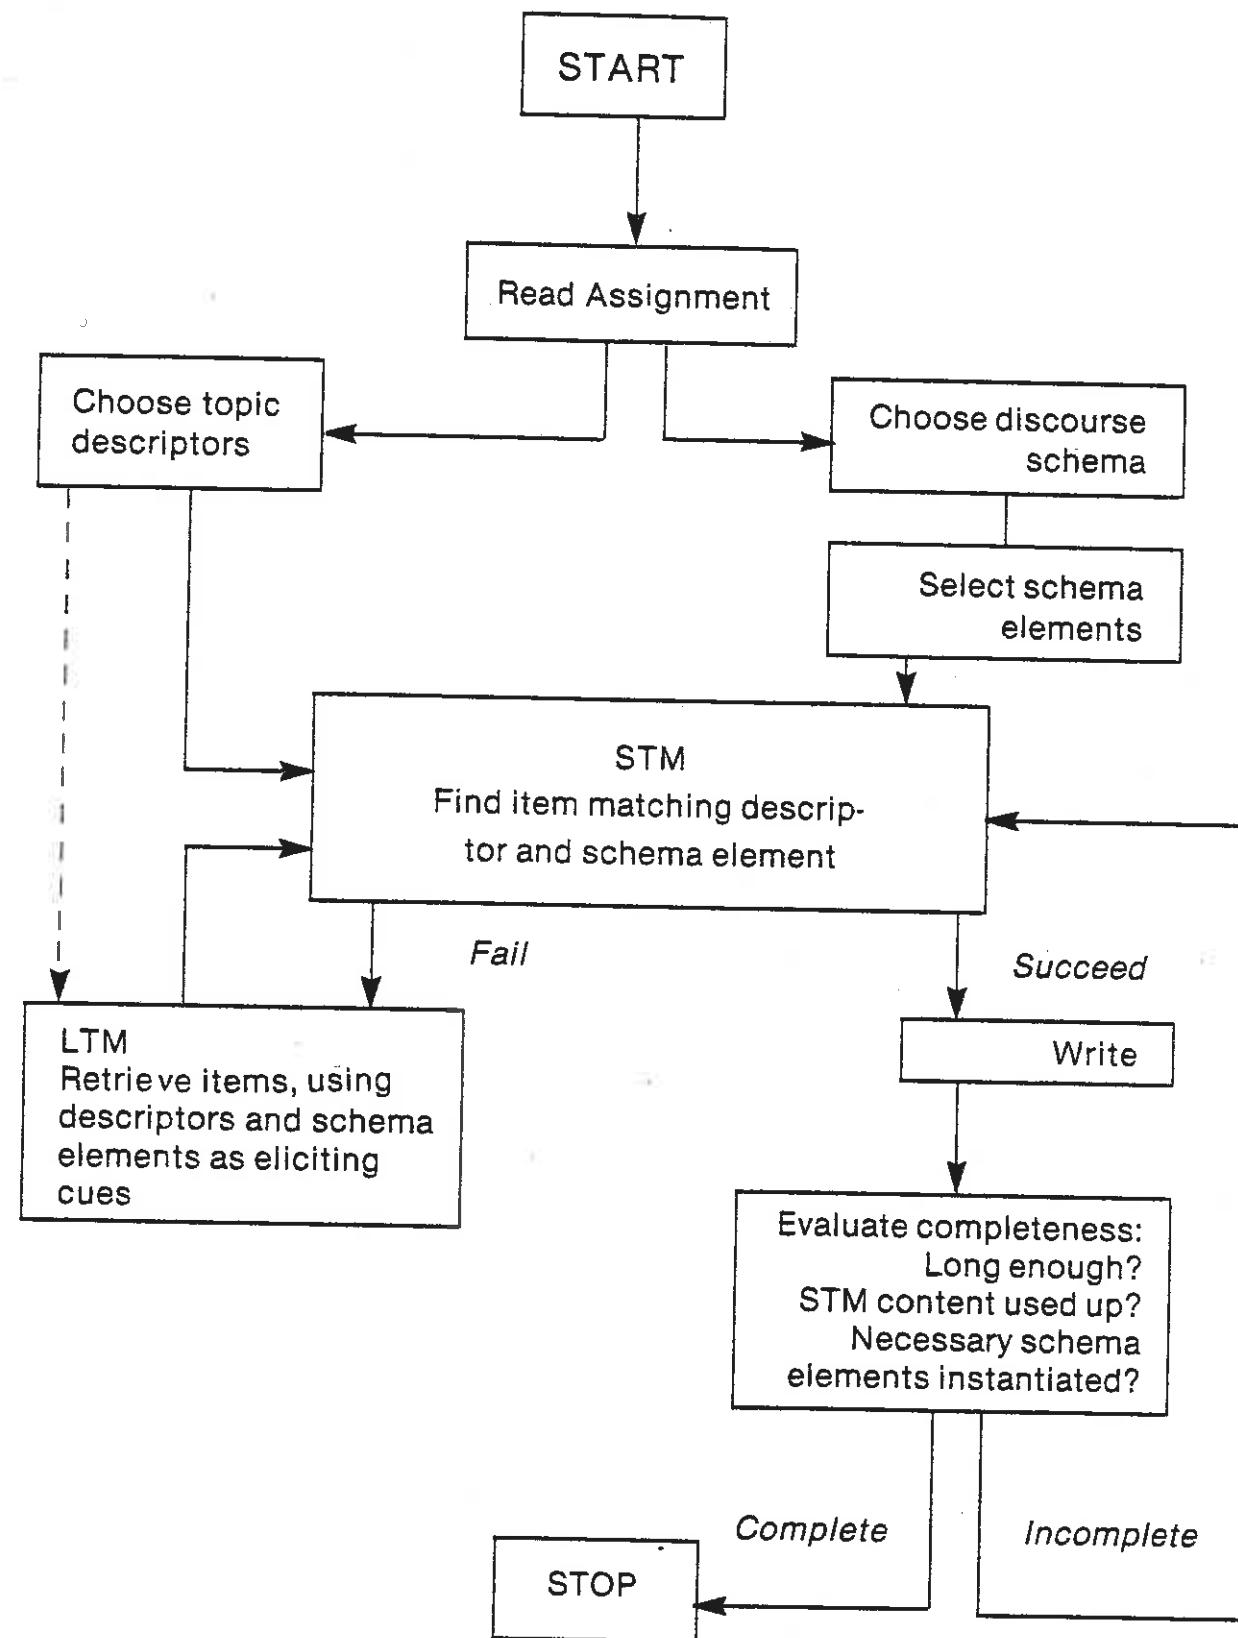 START
Read Assignment
Choose topic
descriptors
Choose discourse
schema
Select schema
elements
STM
Find item matching descrip-
tor and schema element
Fail
Succeed
LTM
Retrieve items, using
descriptors and schema
elements as eliciting
cues
Write
Evaluate completeness:
Long enough?
STM content used up?
Necessary schema
elements instantiated?
Complete
Incomplete
STOP